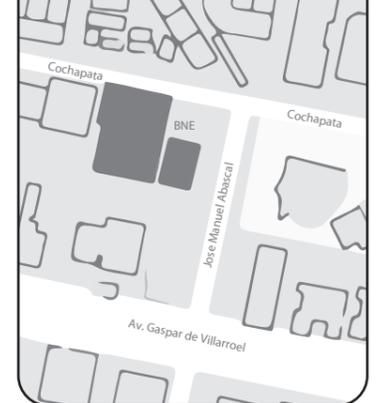 Cochapata
BNE
Cochapata
Jose Manuel Abascal
Av. Gaspar de Villarroel